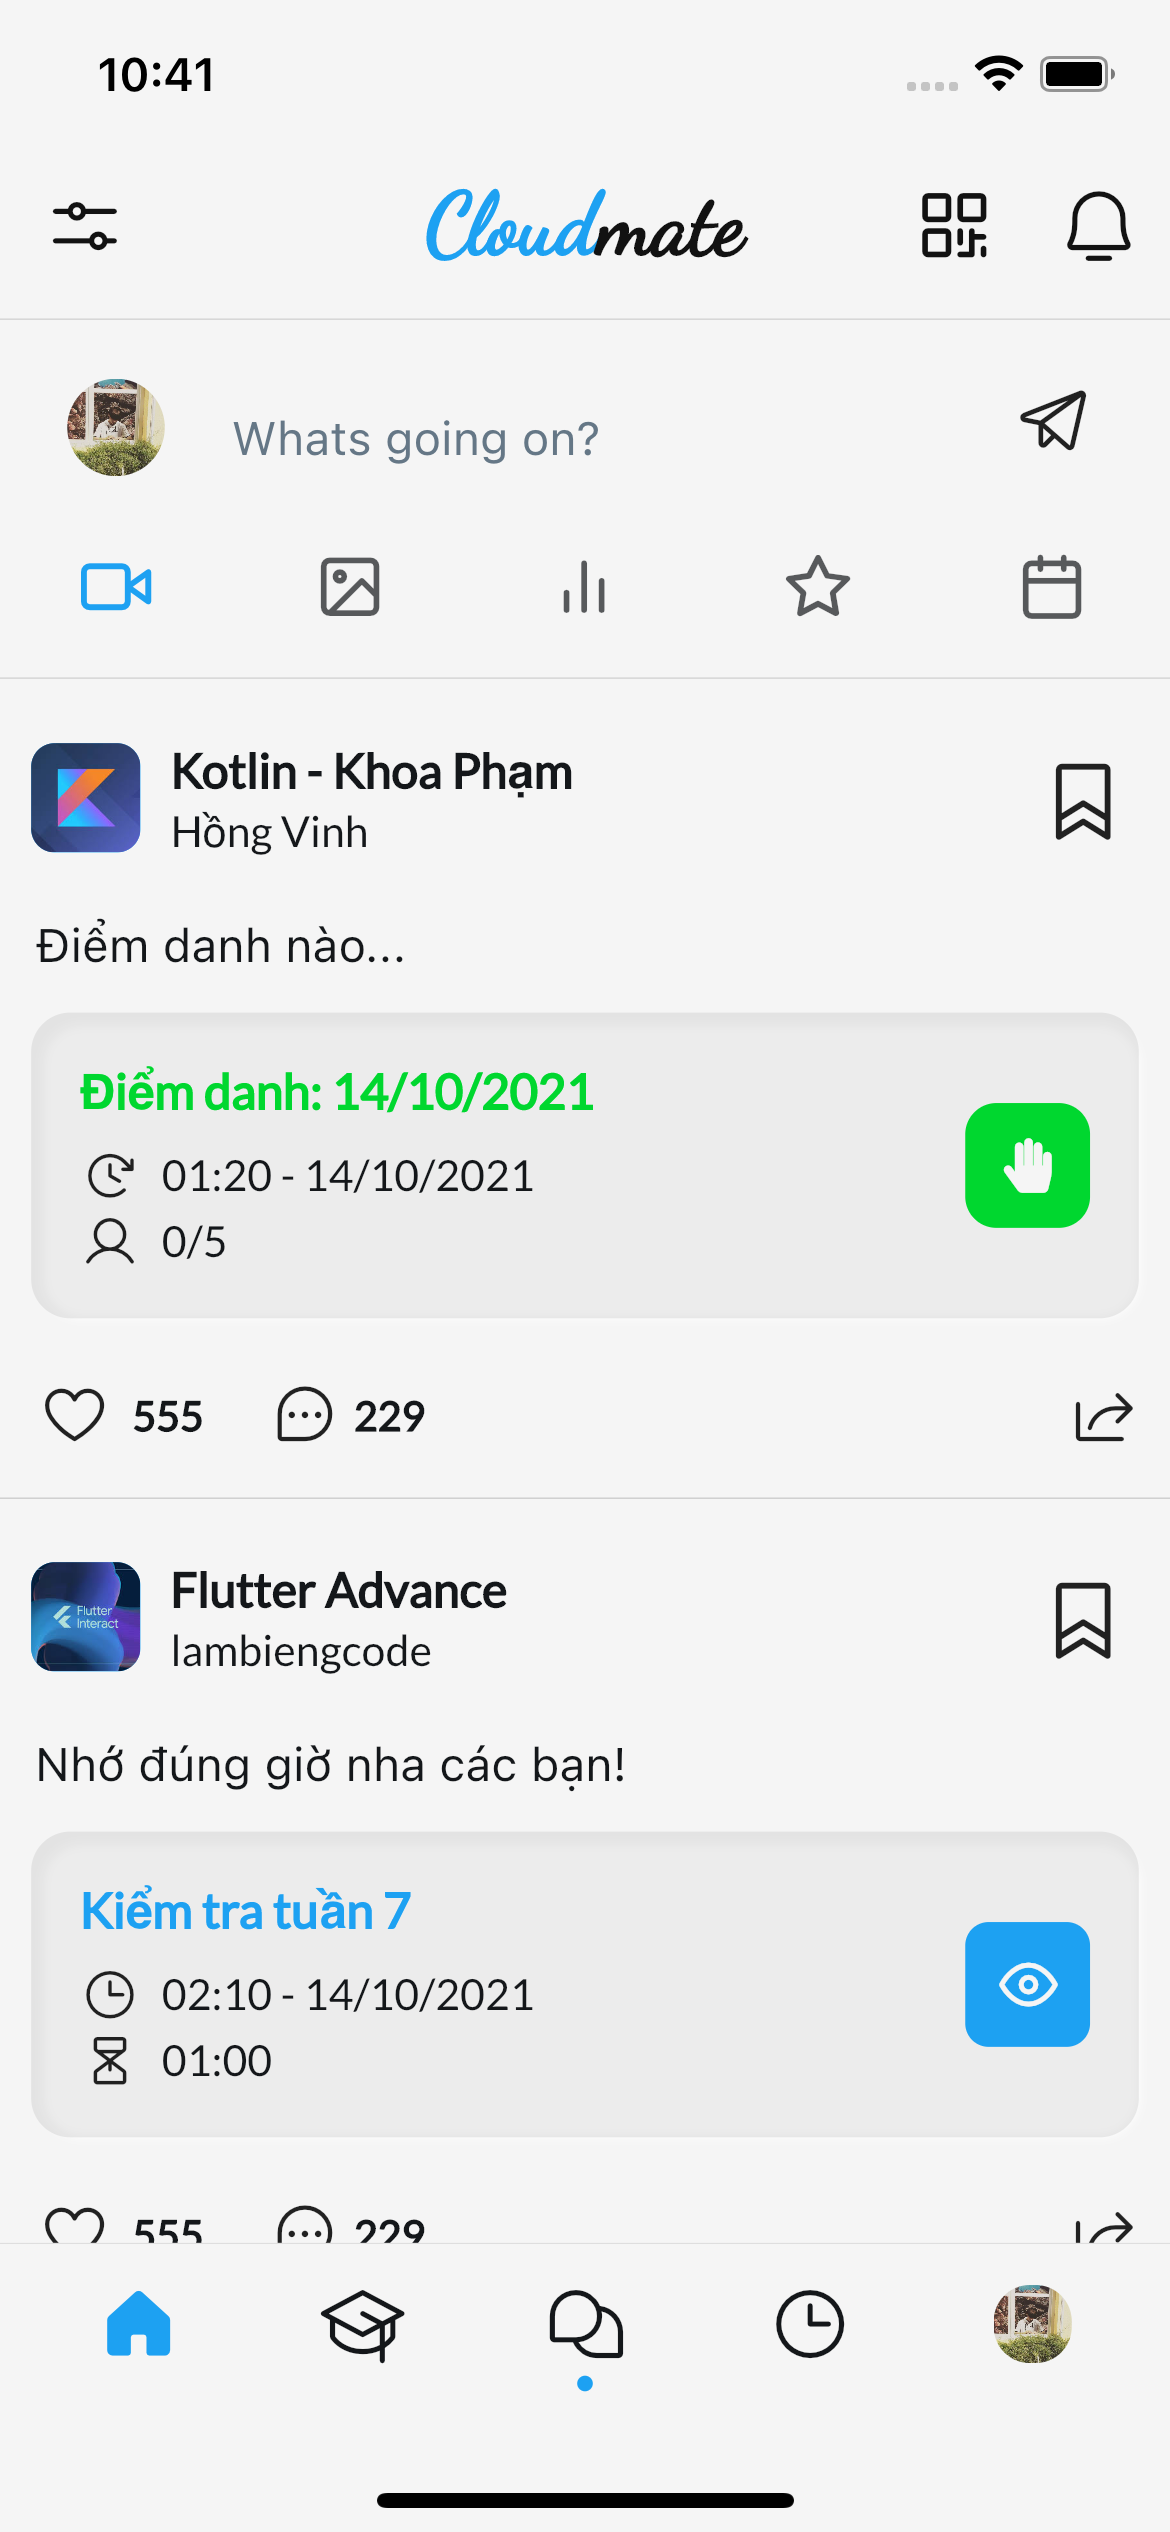 10:41
Cloudmate
Whats going on?
Kotlin - Khoa Phạm
Hồng Vinh
Điểm danh nào...
Điểm danh: 14/10/2021
01:20 - 14/10/2021
0/5
555 229
Flutter Advance
Flutter
Interact
lambiengcode
Nhớ đúng giờ nha các bạn!
Kiểm tra tuần 7
02:10 - 14/10/2021
01:00
555 229